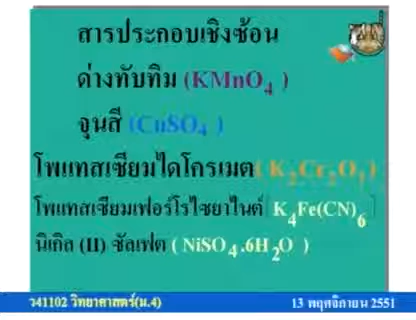 สารประกอบเชิงซ้อน
ด่างทับทิม (KMnO4 )
จุนสี (CuSO4 )
โพแทสเซียมไดโครเมต( K2Cr2O7)
โพแทสเซียมเฟอร์โรไซยาไนด์ [ K4Fe(CN)6 ]
นิเกิล (II) ซัลเฟต ( NiSO4.6H2O )
ว41102 วิทยาศาสตร์(ม.4)
13 พฤศจิกายน 2551